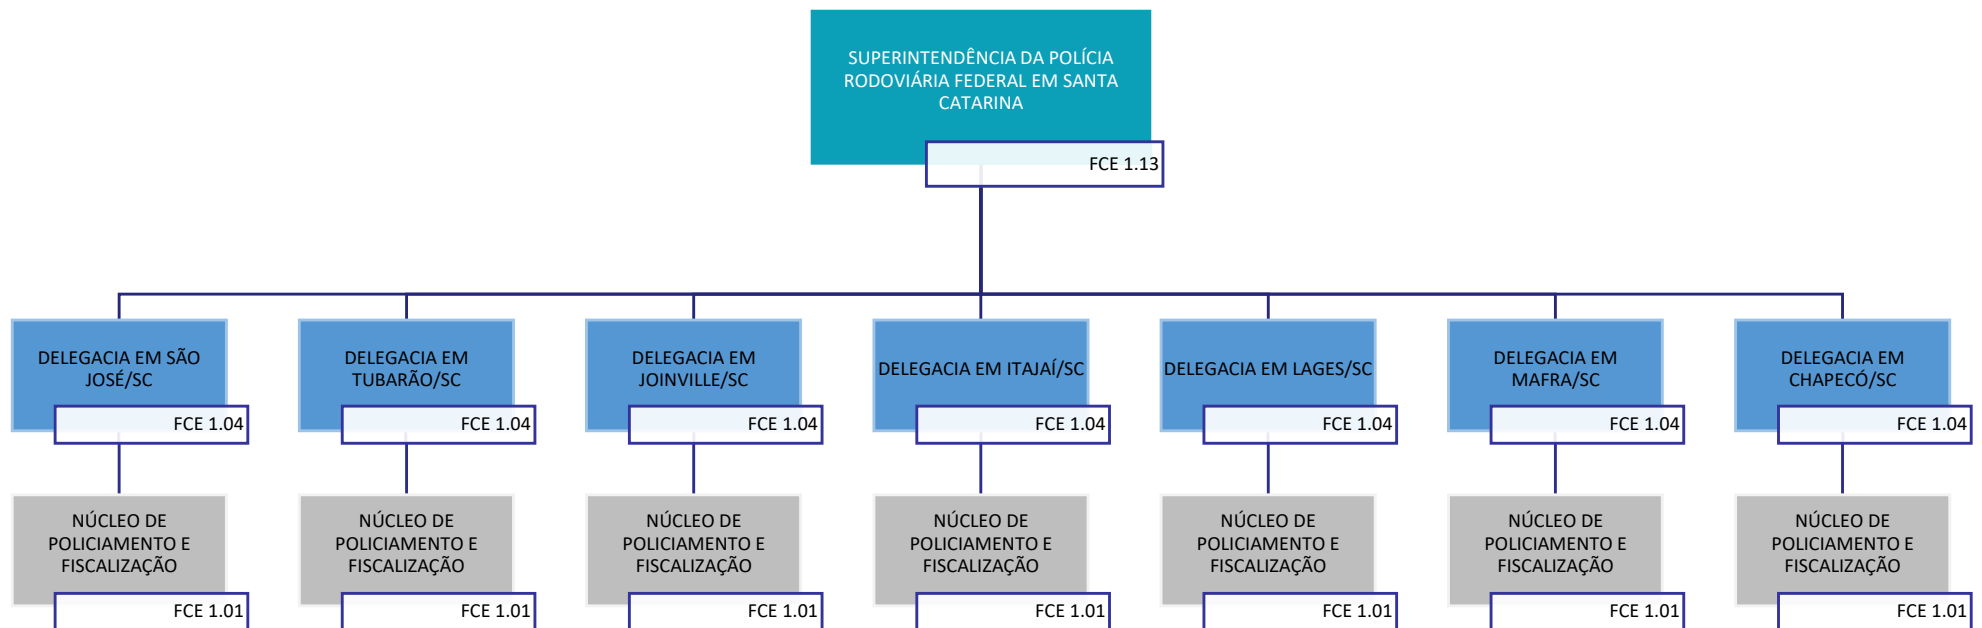 SUPERINTENDÊNCIA DA POLÍCIA
RODOVIÁRIA FEDERAL EM SANTA
CATARINA
FCE 1.13
DELEGACIA EM SÃO
JOSÉ/SC
FCE 1.04
DELEGACIA EM
TUBARÃO/SC
FCE 1.04
DELEGACIA EM
JOINVILLE/SC
FCE 1.04
DELEGACIA EM ITAJAÍ/SC
FCE 1.04
DELEGACIA EM LAGES/SC
FCE 1.04
DELEGACIA EM
MAFRA/SC
FCE 1.04
DELEGACIA EM
CHAPECÓ/SC
FCE 1.04
NÚCLEO DE
POLICIAMENTO E
FISCALIZAÇÃO
FCE 1.01
NÚCLEO DE
POLICIAMENTO E
FISCALIZAÇÃO
FCE 1.01
NÚCLEO DE
POLICIAMENTO E
FISCALIZAÇÃO
FCE 1.01
NÚCLEO DE
POLICIAMENTO E
FISCALIZAÇÃO
FCE 1.01
NÚCLEO DE
POLICIAMENTO E
FISCALIZAÇÃO
FCE 1.01
NÚCLEO DE
POLICIAMENTO E
FISCALIZAÇÃO
FCE 1.01
NÚCLEO DE
POLICIAMENTO E
FISCALIZAÇÃO
FCE 1.01